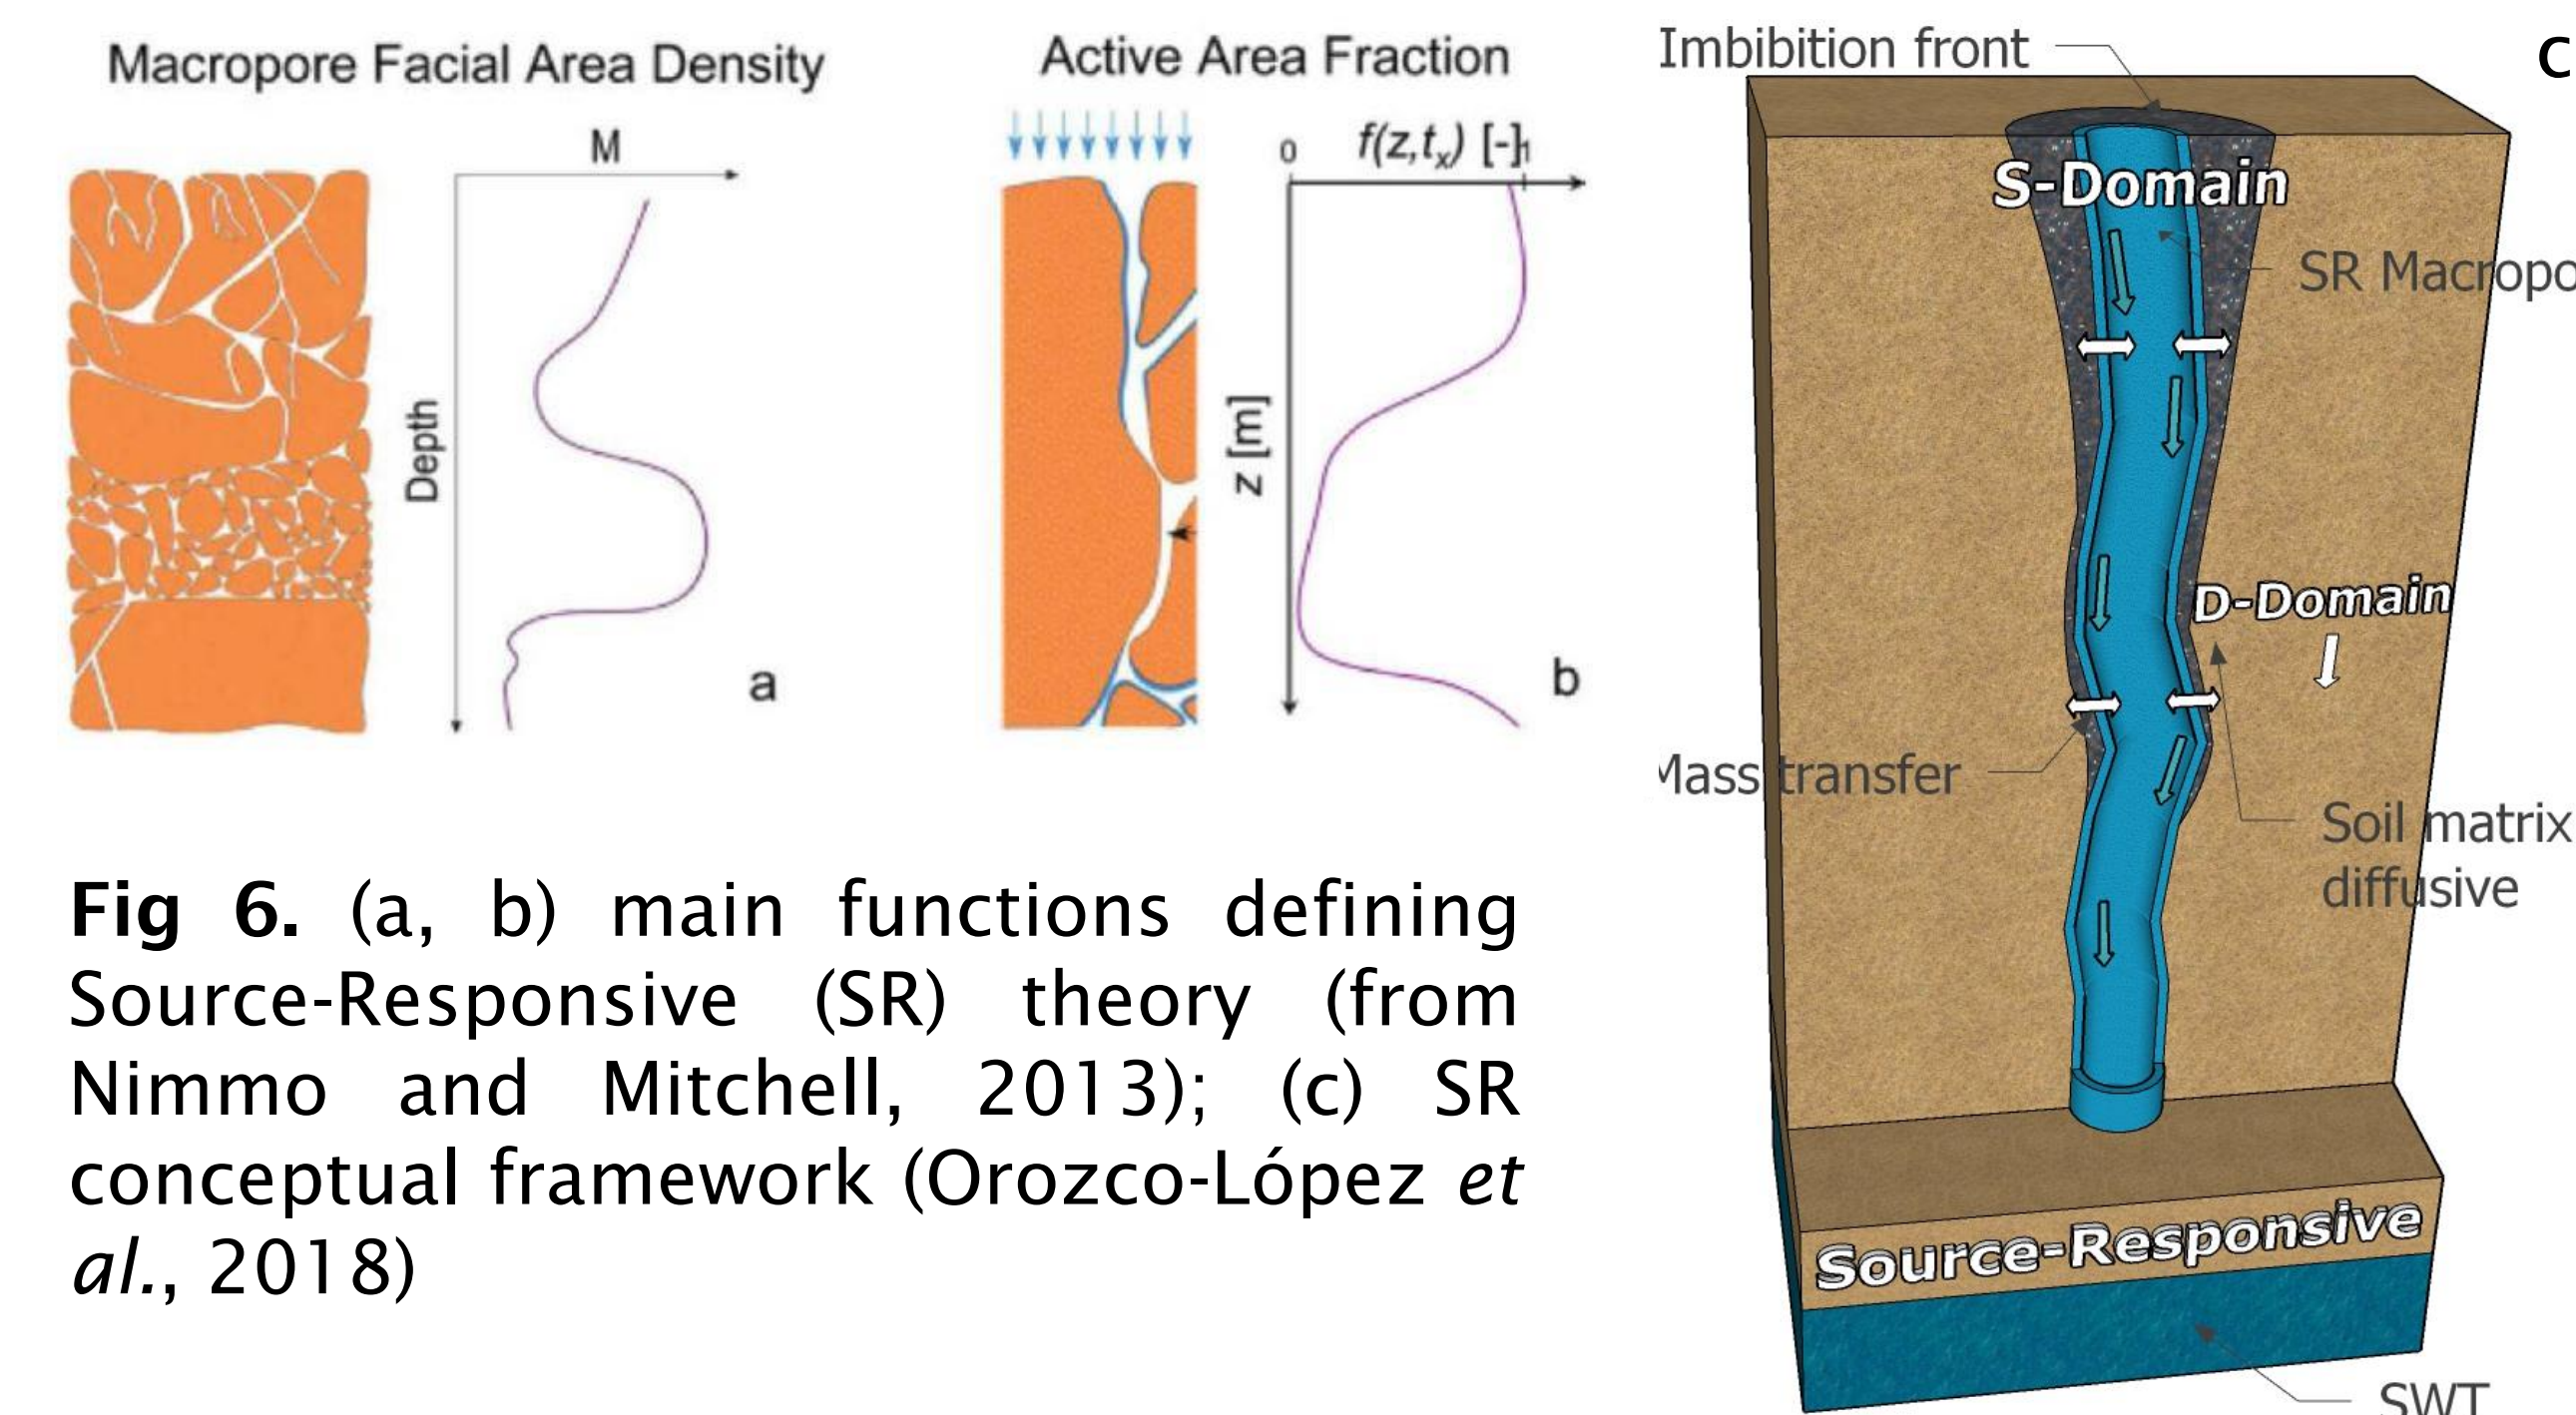 Macropore Facial Area Density
M
Depth
a
Active Area Fraction
0
f(z,tx) [-]
1
z [m]
b
Fig 6. (a, b) main functions defining
Source-Responsive (SR) theory (from
Nimmo and Mitchell, 2013); (c) SR
conceptual framework (Orozco-López et
al., 2018)
c
Imbibition front
S-Domain
SR Macropo
D-Domain
Mass transfer
Soil matrix
diffusive
Source-Responsive
SWT